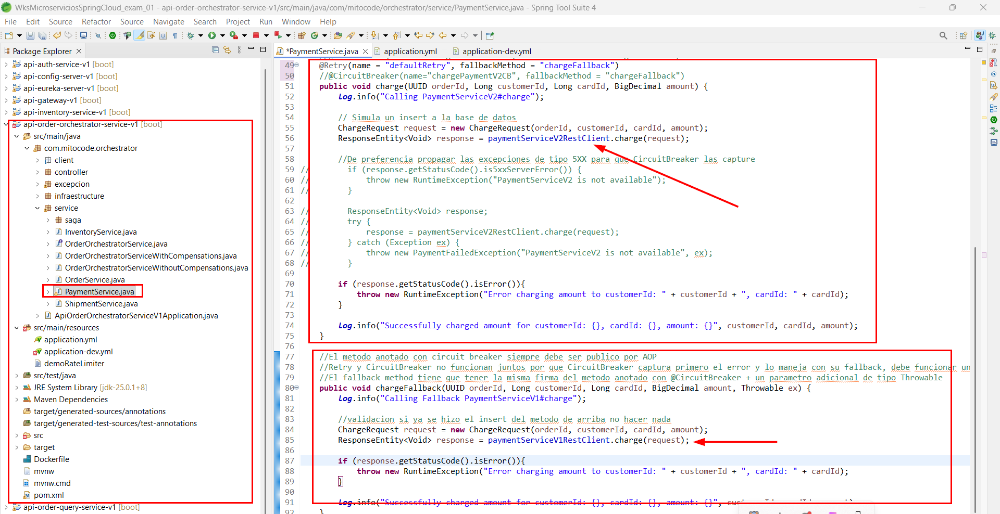 WksMicroserviciosSpringCloud_exam_01 - api-order-orchestrator-service-v1/src/main/java/com/mitocode/orchestrator/service/PaymentService.java - Spring Tool Suite 4
File Edit Source Refactor Source Navigate Search Project Run Window Help
Package Explorer
api-auth-service-v1 [boot]
api-config-server-v1 [boot]
api-eureka-server-v1 [boot]
api-gateway-v1 [boot]
api-inventory-service-v1 [boot]
api-order-orchestrator-service-v1 [boot]
src/main/java
com.mitocode.orchestrator
client
controller
excepcion
infraestructure
service
saga
InventoryService.java
OrderOrchestratorService.java
OrderOrchestratorServiceWithCompensations.java
OrderOrchestratorServiceWithoutCompensations.java
OrderService.java
PaymentService.java
ShipmentService.java
ApiOrderOrchestratorServiceV1Application.java
src/main/resources
application.yml
application-dev.yml
demoRateLimiter
src/test/java
JRE System Library [jdk-25.0.1+8]
Maven Dependencies
target/generated-sources/annotations
target/generated-test-sources/test-annotations
src
target
Dockerfile
mvnw
mvnw.cmd
pom.xml
api-order-query-service-v1 [boot]
*PaymentService.java application.yml application-dev.yml
49 @Retry(name = "defaultRetry", fallbackMethod = "chargeFallback")
50 //@CircuitBreaker(name="chargePaymentV2CB", fallbackMethod = "chargeFallback")
51 public void charge(UUID orderId, Long customerId, Long cardId, BigDecimal amount) {
52 log.info("Calling PaymentServiceV2#charge");
53
54 // Simula un insert a la base de datos
55 ChargeRequest request = new ChargeRequest(orderId, customerId, cardId, amount);
56 ResponseEntity<Void> response = paymentServiceV2RestClient.charge(request);
57
58 //De preferencia propagar las excepciones de tipo 5XX para que CircuitBreaker las capture
59 // if (response.getStatusCode().is5xxServerError()) {
60 // throw new RuntimeException("PaymentServiceV2 is not available");
61 // }
62
63 // ResponseEntity<Void> response;
64 // try {
65 // response = paymentServiceV2RestClient.charge(request);
66 // } catch (Exception ex) {
67 // throw new PaymentFailedException("PaymentServiceV2 is not available", ex);
68 // }
69
70 if (response.getStatusCode().isError()){
71 throw new RuntimeException("Error charging amount to customerId: " + customerId + ", cardId: " + cardId);
72 }
73
74 log.info("Successfully charged amount for customerId: {}, cardId: {}, amount: {}", customerId, cardId, amount);
75 }
76
77 //El metodo anotado con circuit breaker siempre debe ser publico por AOP
78 //Retry y CircuitBreaker no funcionan juntos por que CircuitBreaker captura primero el error y lo maneja con su fallback, debe funcionar un
79 //El fallback method tiene que tener la misma firma del metodo anotado con @CircuitBreaker + un parametro adicional de tipo Throwable
80 public void chargeFallback(UUID orderId, Long customerId, Long cardId, BigDecimal amount, Throwable ex) {
81 log.info("Calling Fallback PaymentServiceV1#charge");
82
83 //validacion si ya se hizo el insert del metodo de arriba no hacer nada
84 ChargeRequest request = new ChargeRequest(orderId, customerId, cardId, amount);
85 ResponseEntity<Void> response = paymentServiceV1RestClient.charge(request);
86
87 if (response.getStatusCode().isError()){
88 throw new RuntimeException("Error charging amount to customerId: " + customerId + ", cardId: " + cardId);
89 }
90
91 log.info("Successfully charged amount for customerId: {}, cardId: {}, amount: {}",
92 }